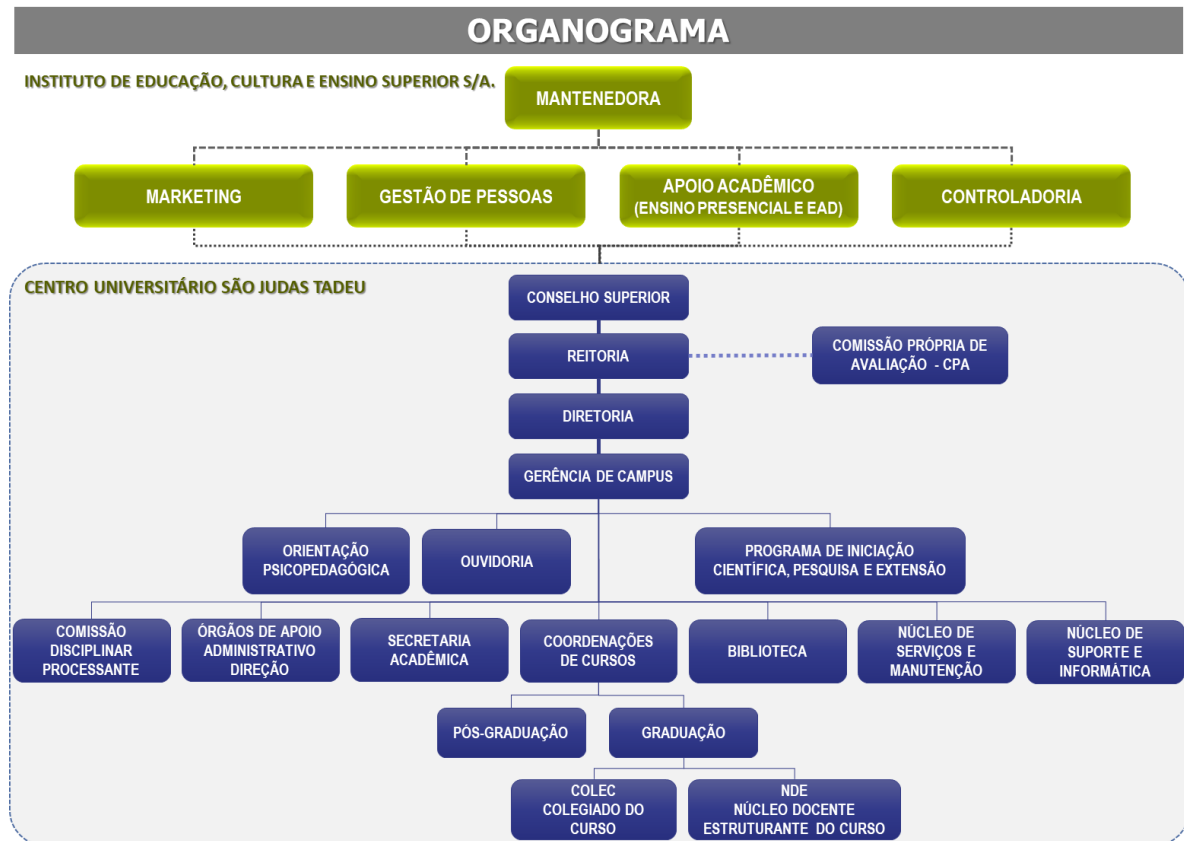 ORGANOGRAMA
INSTITUTO DE EDUCAÇÃO, CULTURA E ENSINO SUPERIOR S/A.
MANTENEDORA
MARKETING
GESTÃO DE PESSOAS
APOIO ACADÊMICO
(ENSINO PRESENCIAL E EAD)
CONTROLADORIA
CENTRO UNIVERSITÁRIO SÃO JUDAS TADEU
CONSELHO SUPERIOR
REITORIA
COMISSÃO PRÓPRIA DE
AVALIAÇÃO - CPA
DIRETORIA
GERÊNCIA DE CAMPUS
ORIENTAÇÃO
PSICOPEDAGÓGICA
OUVIDORIA
PROGRAMA DE INICIAÇÃO
CIENTÍFICA, PESQUISA E EXTENSÃO
COMISSÃO
DISCIPLINAR
PROCESSANTE
ÓRGÃOS DE APOIO
ADMINISTRATIVO
DIREÇÃO
SECRETARIA
ACADÊMICA
COORDENAÇÕES
DE CURSOS
BIBLIOTECA
NÚCLEO DE
SERVIÇOS E
MANUTENÇÃO
NÚCLEO DE
SUPORTE E
INFORMÁTICA
PÓS-GRADUAÇÃO
GRADUAÇÃO
COLEC
COLEGIADO DO
CURSO
NDE
NÚCLEO DOCENTE
ESTRUTURANTE DO CURSO